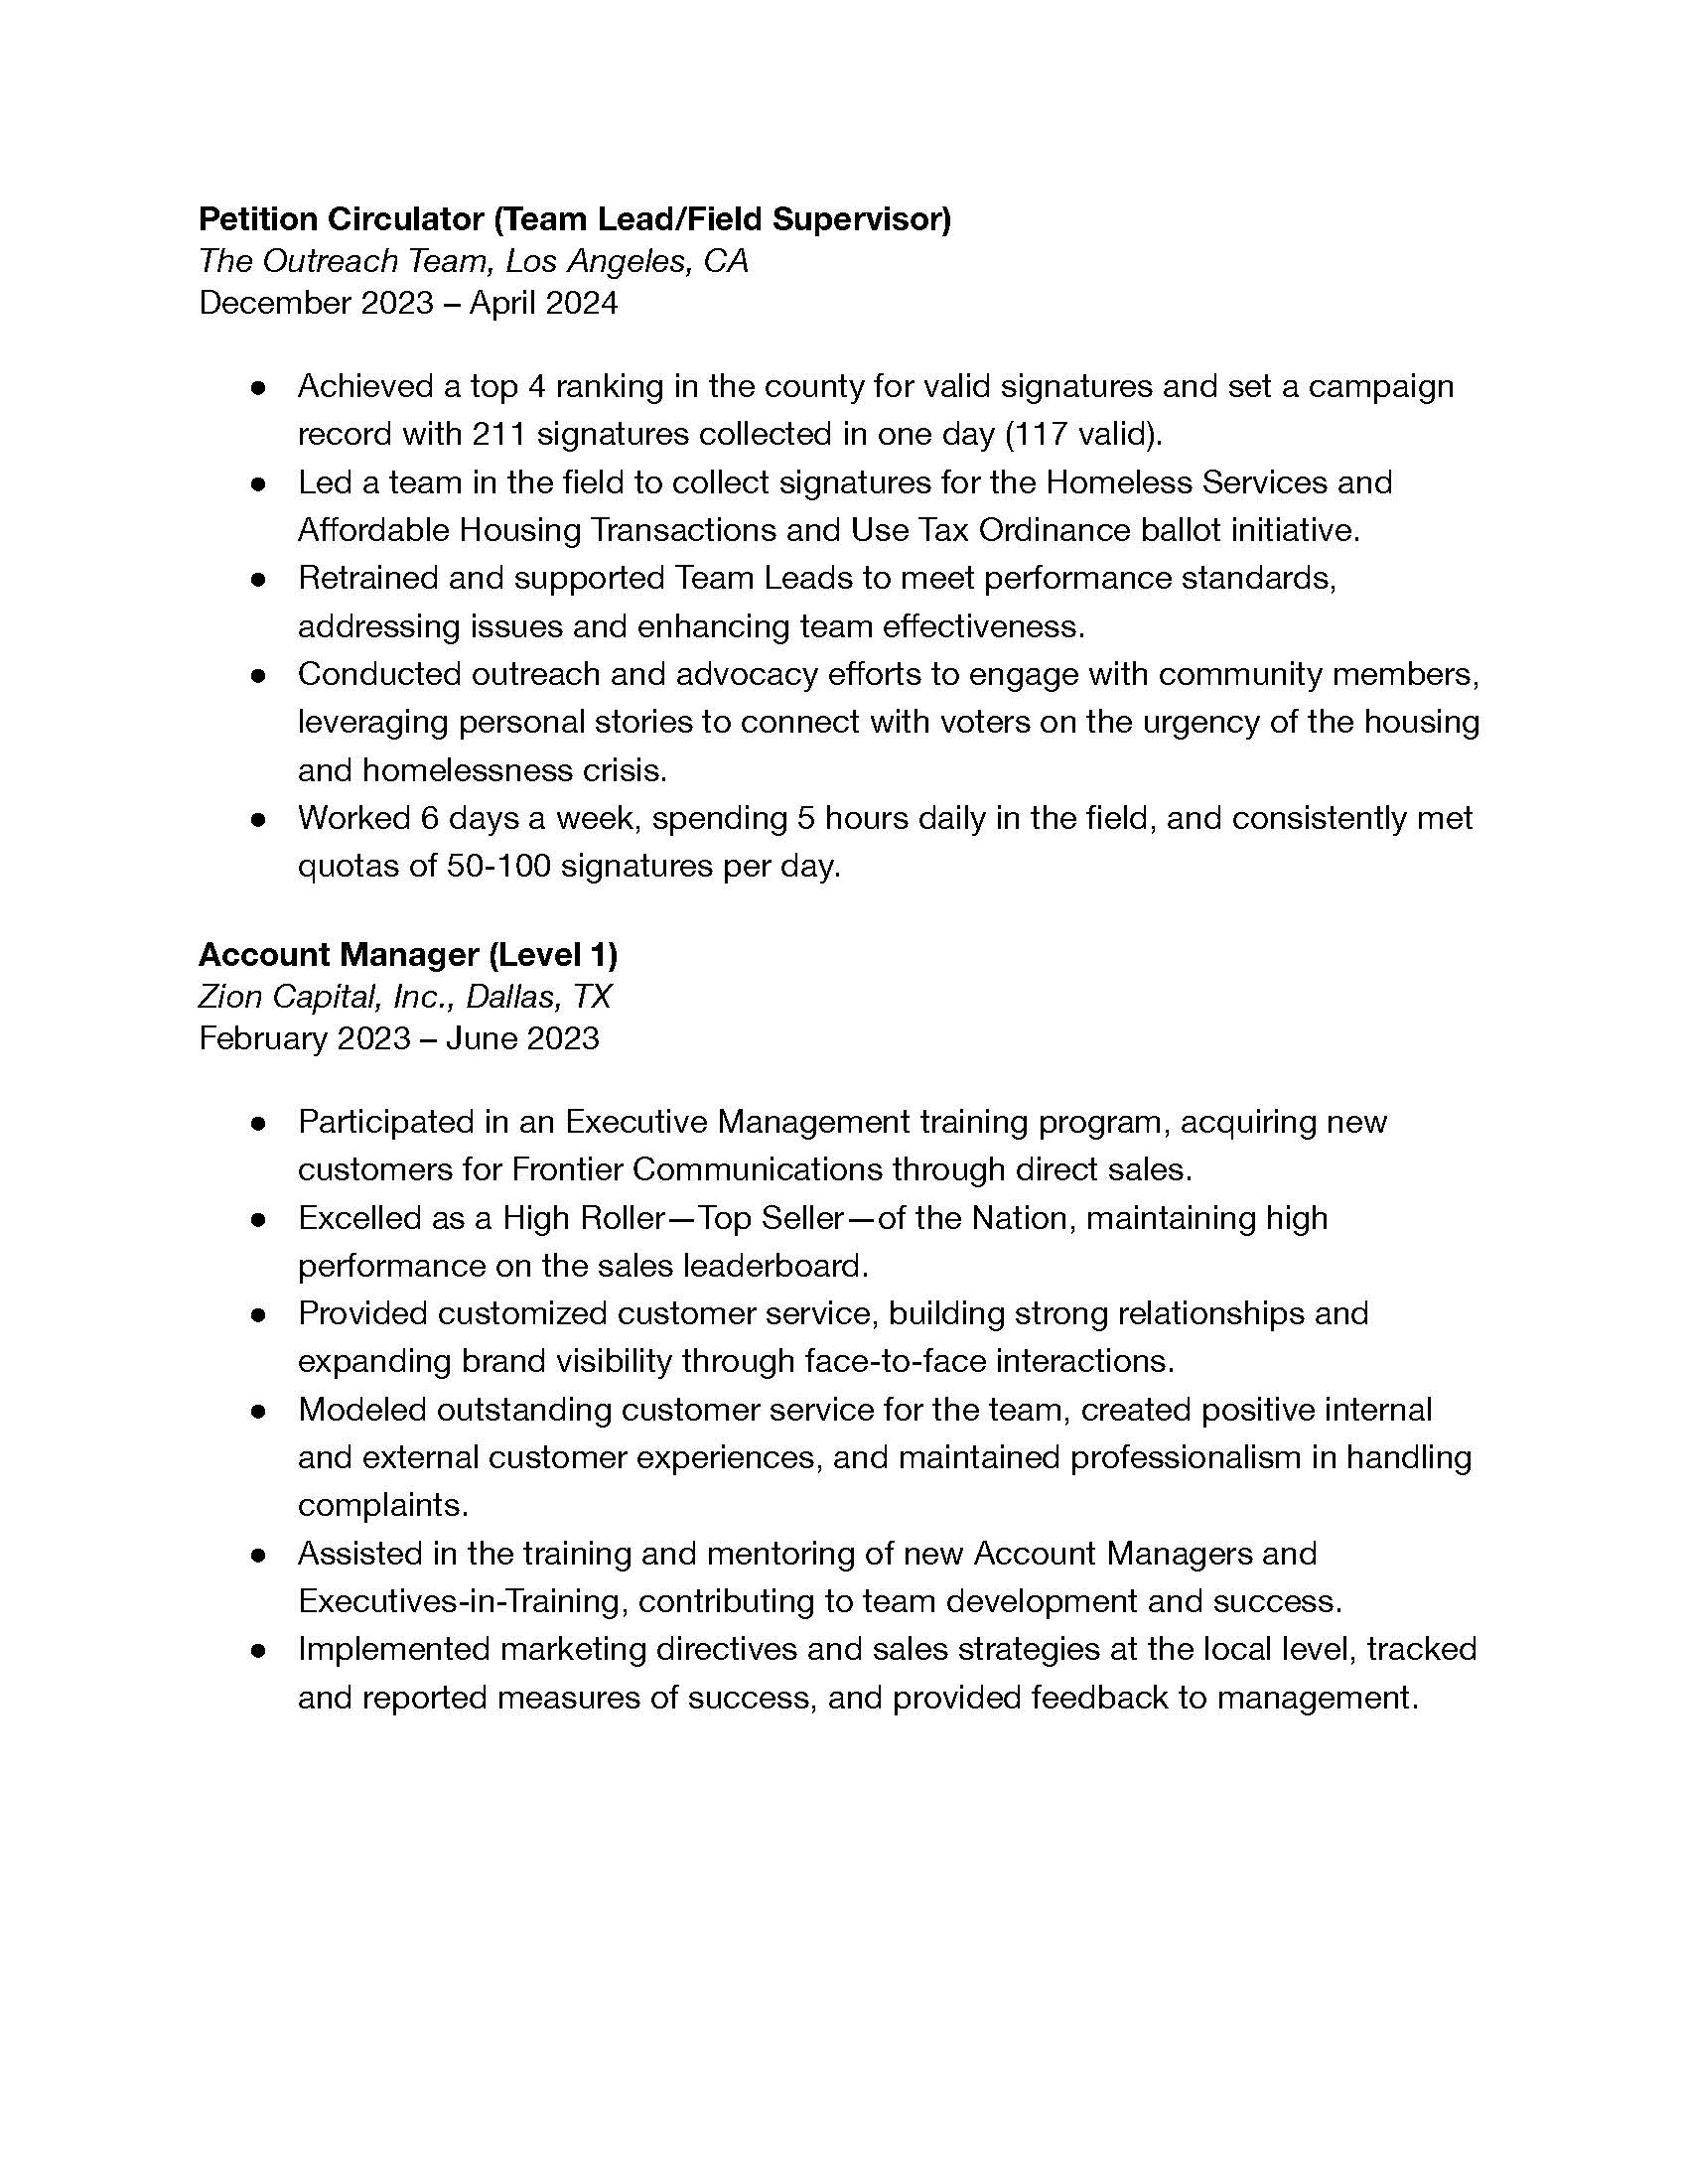 Petition Circulator (Team Lead/Field Supervisor)
The Outreach Team, Los Angeles, CA
December 2023 – April 2024
● Achieved a top 4 ranking in the county for valid signatures and set a campaign
record with 211 signatures collected in one day (117 valid).
● Led a team in the field to collect signatures for the Homeless Services and
Affordable Housing Transactions and Use Tax Ordinance ballot initiative.
● Retrained and supported Team Leads to meet performance standards,
addressing issues and enhancing team effectiveness.
● Conducted outreach and advocacy efforts to engage with community members,
leveraging personal stories to connect with voters on the urgency of the housing
and homelessness crisis.
● Worked 6 days a week, spending 5 hours daily in the field, and consistently met
quotas of 50-100 signatures per day.
Account Manager (Level 1)
Zion Capital, Inc., Dallas, TX
February 2023 – June 2023
● Participated in an Executive Management training program, acquiring new
customers for Frontier Communications through direct sales.
● Excelled as a High Roller—Top Seller—of the Nation, maintaining high
performance on the sales leaderboard.
● Provided customized customer service, building strong relationships and
expanding brand visibility through face-to-face interactions.
● Modeled outstanding customer service for the team, created positive internal
and external customer experiences, and maintained professionalism in handling
complaints.
● Assisted in the training and mentoring of new Account Managers and
Executives-in-Training, contributing to team development and success.
● Implemented marketing directives and sales strategies at the local level, tracked
and reported measures of success, and provided feedback to management.